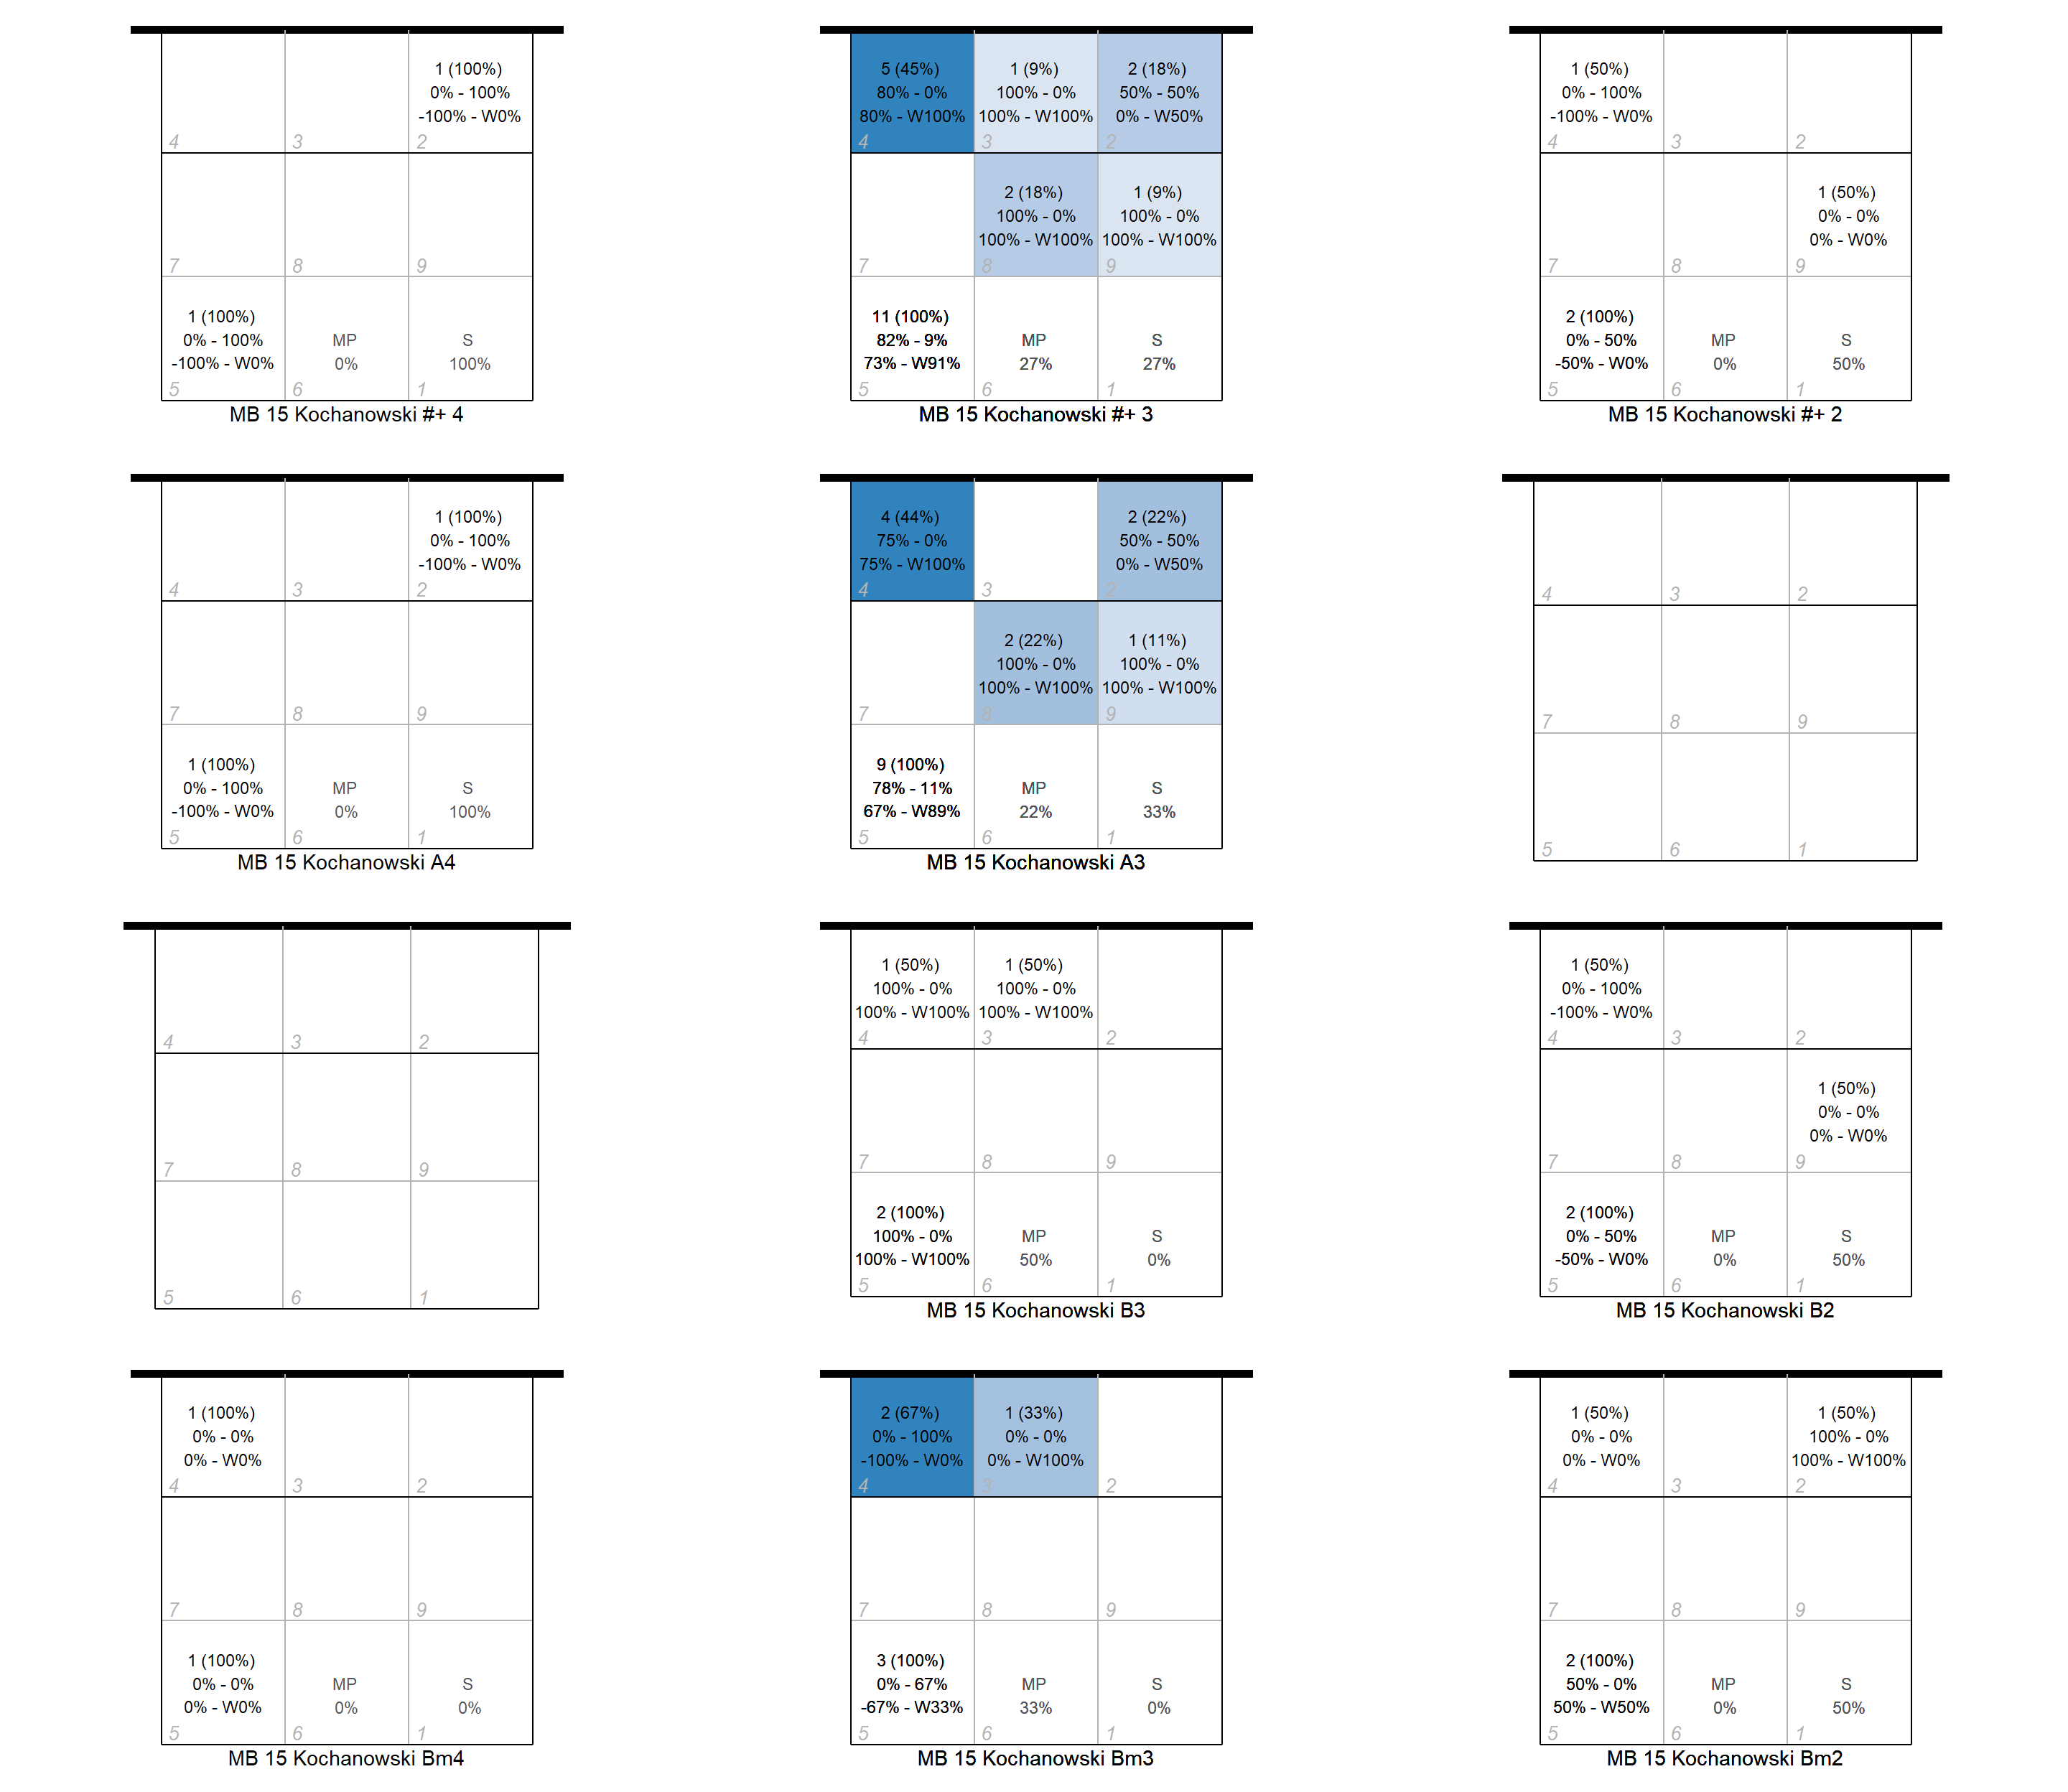 1 (100%)
0% - 100%
-100% - W0%
4
3
2
7
8
9
1 (100%)
0% - 100%
-100% - W0%
MP
0%
S
100%
5
6
1
MB 15 Kochanowski #+ 4
5 (45%)
80% - 0%
80% - W100%
1 (9%)
100% - 0%
100% - W100%
2 (18%)
50% - 50%
0% - W50%
4
3
2
2 (18%)
100% - 0%
100% - W100%
1 (9%)
100% - 0%
100% - W100%
7
8
9
11 (100%)
82% - 9%
73% - W91%
MP
27%
S
27%
5
6
1
MB 15 Kochanowski #+ 3
1 (50%)
0% - 100%
-100% - W0%
4
3
2
1 (50%)
0% - 0%
0% - W0%
7
8
9
2 (100%)
0% - 50%
-50% - W0%
MP
0%
S
50%
5
6
1
MB 15 Kochanowski #+ 2
1 (100%)
0% - 100%
-100% - W0%
4
3
2
7
8
9
1 (100%)
0% - 100%
-100% - W0%
MP
0%
S
100%
5
6
1
MB 15 Kochanowski A4
4 (44%)
75% - 0%
75% - W100%
2 (22%)
50% - 50%
0% - W50%
4
3
2
2 (22%)
100% - 0%
100% - W100%
1 (11%)
100% - 0%
100% - W100%
7
8
9
9 (100%)
78% - 11%
67% - W89%
MP
22%
S
33%
5
6
1
MB 15 Kochanowski A3
4
3
2
7
8
9
5
6
1
4
3
2
7
8
9
5
6
1
1 (50%)
100% - 0%
100% - W100%
1 (50%)
100% - 0%
100% - W100%
4
3
2
7
8
9
2 (100%)
100% - 0%
100% - W100%
MP
50%
S
0%
5
6
1
MB 15 Kochanowski B3
1 (50%)
0% - 100%
-100% - W0%
4
3
2
1 (50%)
0% - 0%
0% - W0%
7
8
9
2 (100%)
0% - 50%
-50% - W0%
MP
0%
S
50%
5
6
1
MB 15 Kochanowski B2
1 (100%)
0% - 0%
0% - W0%
4
3
2
7
8
9
1 (100%)
0% - 0%
0% - W0%
MP
0%
S
0%
5
6
1
MB 15 Kochanowski Bm4
2 (67%)
0% - 100%
-100% - W0%
1 (33%)
0% - 0%
0% - W100%
4
3
2
7
8
9
3 (100%)
0% - 67%
-67% - W33%
MP
33%
S
0%
5
6
1
MB 15 Kochanowski Bm3
1 (50%)
0% - 0%
0% - W0%
1 (50%)
100% - 0%
100% - W100%
4
3
2
7
8
9
2 (100%)
50% - 0%
50% - W50%
MP
0%
S
50%
5
6
1
MB 15 Kochanowski Bm2